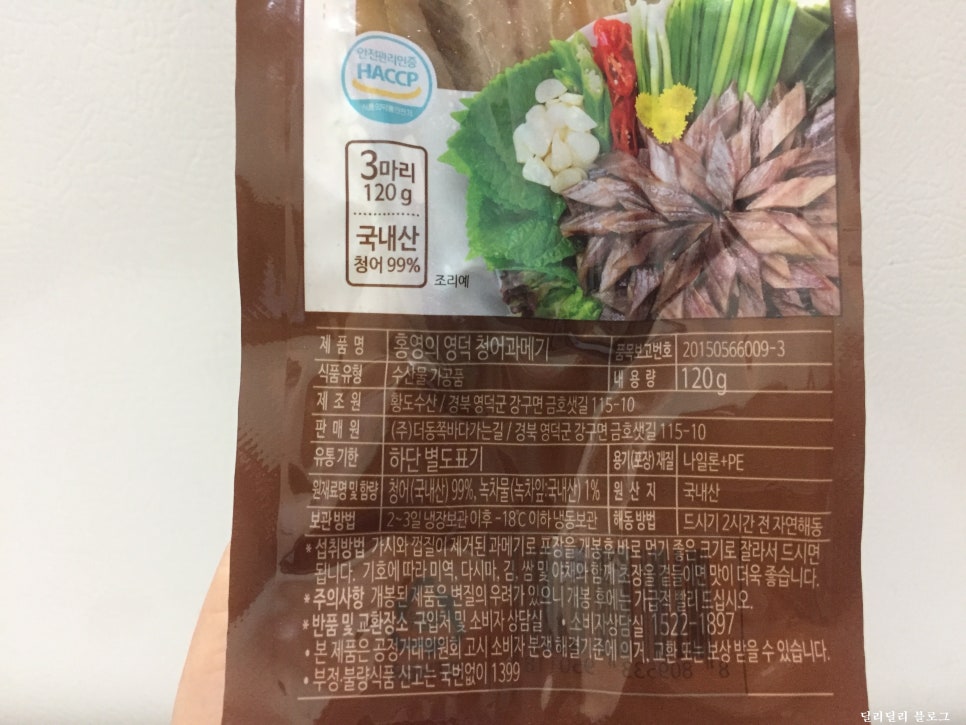 안전관리인증
HACCP
3마리
120g
국내산
청어 99%
조리예
제품명 홍영의 영덕 청어과메기 품목보고번호 20150566009-3
식품유형 수산물가공품 내용량 120g
제조원 황도수산 / 경북 영덕군 강구면 금호샛길 115-10
판매원 (주)더동쪽바다가는길 / 경북 영덕군 강구면 금호샛길 115-10
유통기한 하단 별도표기 용기(포장)재질 나일론+PE
원재료명 및 함량 청어(국내산) 99%, 녹차물(녹차잎:국내산) 1% 원산지 국내산
보관방법 2~3일 냉장보관 이후 -18℃ 이하 냉동보관 해동방법 드시기 2시간 전 자연해동
* 섭취방법 가시와 껍질이 제거된 과메기로 포장을 개봉후 바로 먹기 좋은 크기로 잘라서 드시면
됩니다. 기호에 따라 미역, 다시마, 김, 쌈 및 야채와 함께 초장을 곁들이면 맛이 더욱 좋습니다.
* 주의사항 개봉된 제품은 변질의 우려가 있으니 개봉 후에는 가급적 빨리 드십시오.
* 반품 및 교환장소 구입처 및 소비자 상담실 • 소비자상담실 1522-1897
• 본 제품은 공정거래위원회 고시 소비자 분쟁해결기준에 의거, 교환 또는 보상 받을 수 있습니다.
• 부정·불량식품 신고는 국번없이 1399
딜리딜리 블로그